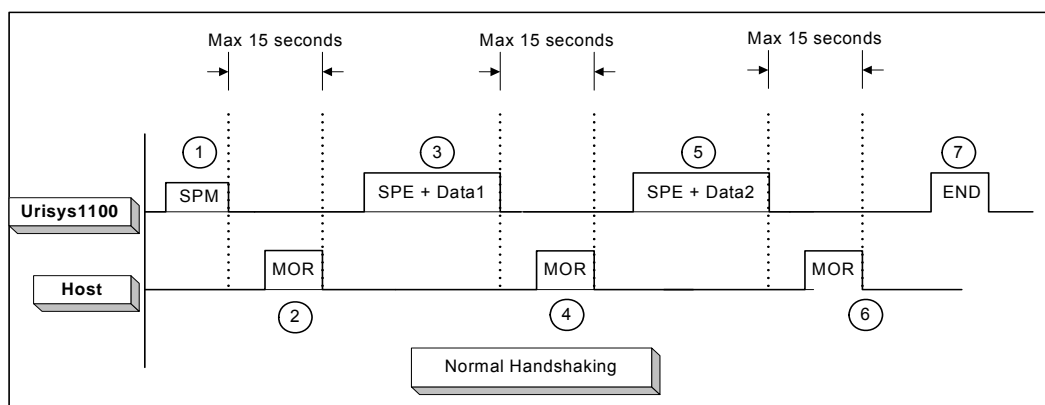 Max 15 seconds Max 15 seconds Max 15 seconds
1 3 5 7
SPM SPE + Data1 SPE + Data2 END
Urisys1100
MOR MOR MOR
Host
2 4 6
Normal Handshaking